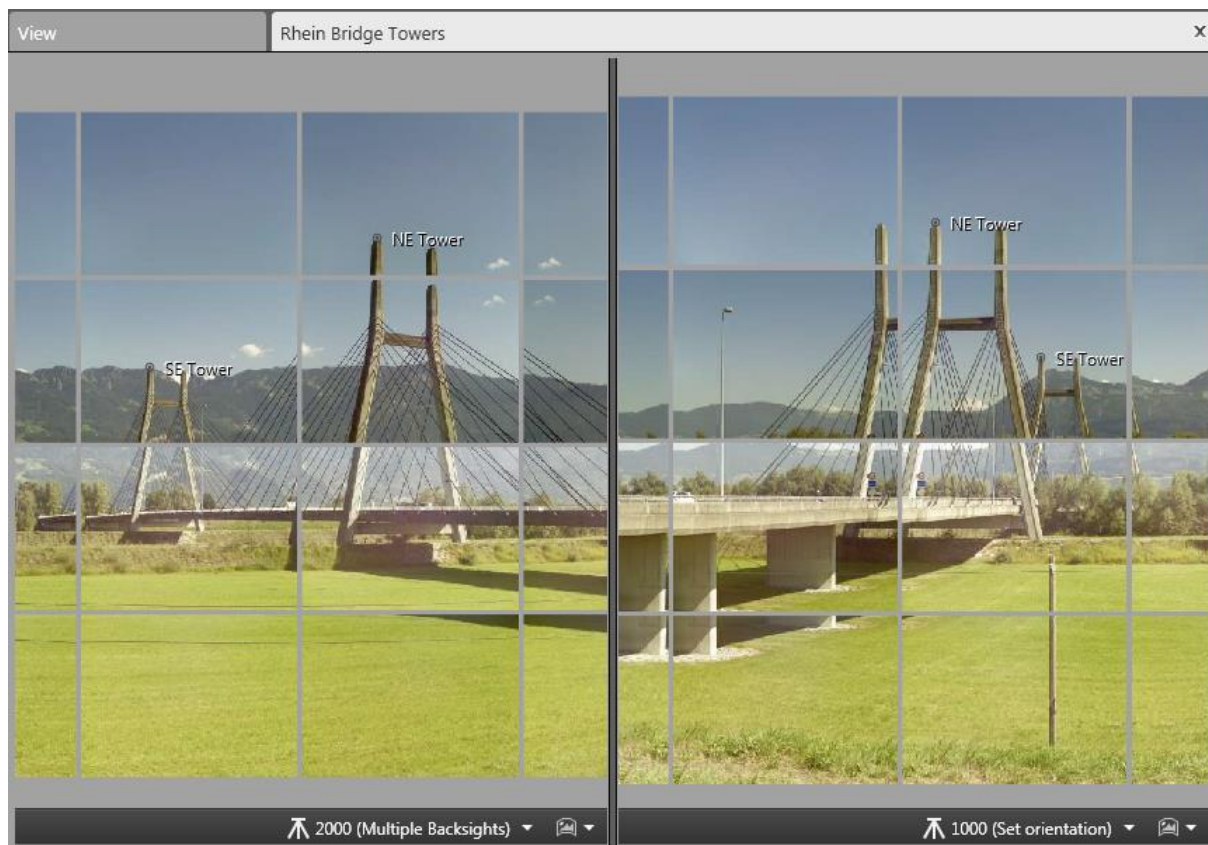 View
Rhein Bridge Towers
x
NE Tower
SE Tower
NE Tower
SE Tower
2000 (Multiple Backsights)
1000 (Set orientation)